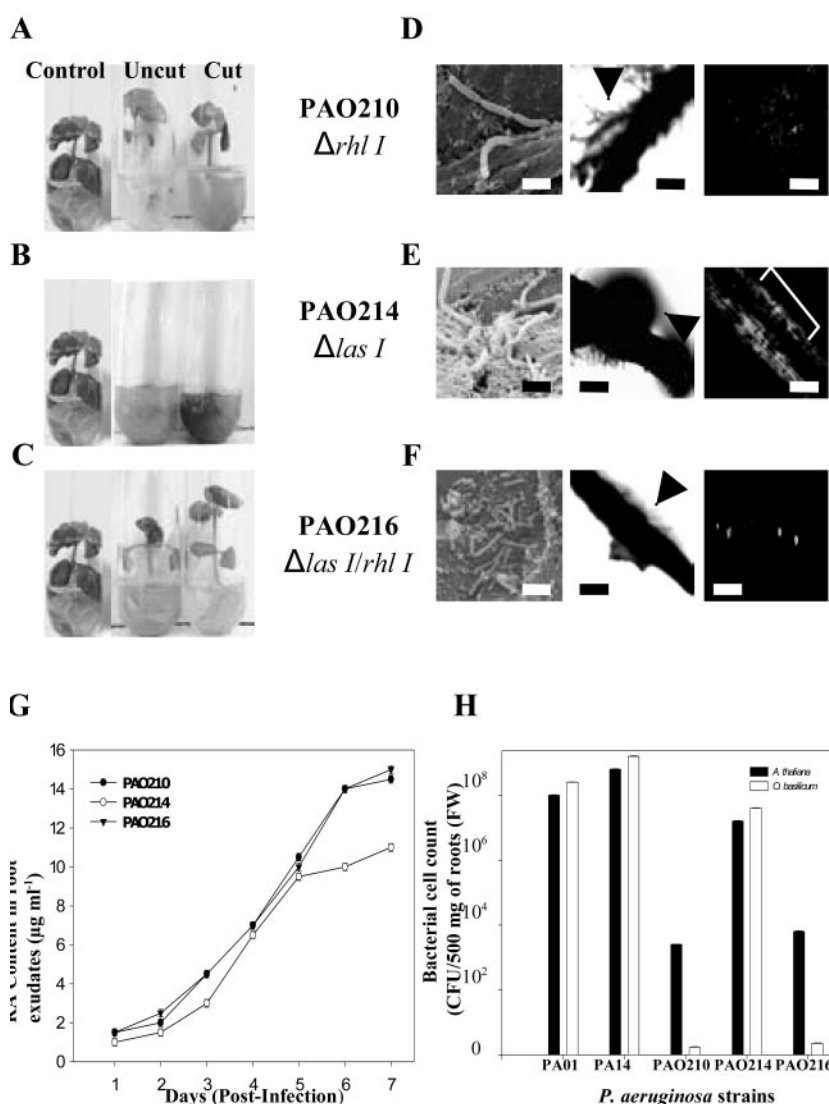 A
Control Uncut Cut
PAO210
Δrhl I
B
PAO214
Δlas I
C
PAO216
Δlas I/rhl I
D
E
F
G
16
14
12
10
8
6
4
2
0
PAO210
PAO214
PAO216
1 2 3 4 5 6 7
Days (Post-Infection)
RA Content in root
exudates (µg ml-1)
H
Bacterial cell count
(CFU/500 mg of roots (FW)
10⁸
10⁶
10⁴
10²
0
A. thaliana
O. basilicum
PA01 PA14 PAO210 PAO214 PAO216
P. aeruginosa strains